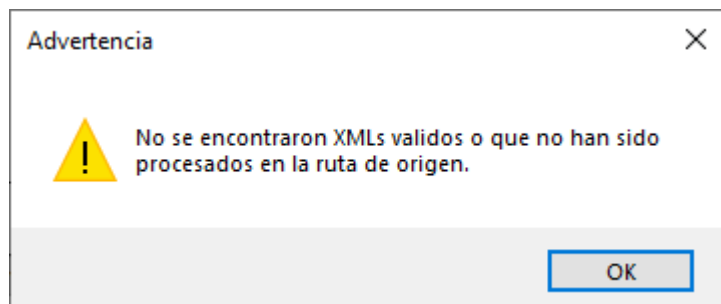 Advertencia
No se encontraron XMLs validos o que no han sido
procesados en la ruta de origen.
OK